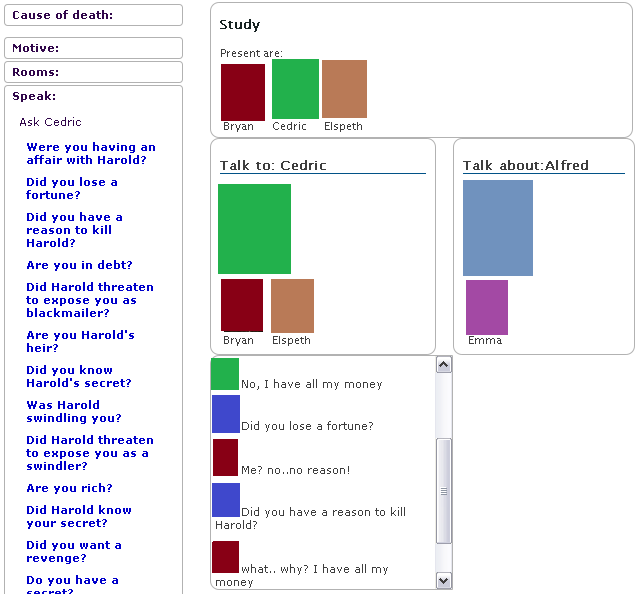 Cause of death:
Motive:
Rooms:
Speak:
Ask Cedric
Were you having an
affair with Harold?
Did you lose a
fortune?
Did you have a
reason to kill
Harold?
Are you in debt?
Did Harold threaten
to expose you as
blackmailer?
Are you Harold's
heir?
Did you know
Harold's secret?
Was Harold
swindling you?
Did Harold threaten
to expose you as a
swindler?
Are you rich?
Did Harold know
your secret?
Did you want a
revenge?
Do you have a
secret?
Study
Present are:
Bryan Cedric Elspeth
Talk to: Cedric
Bryan Elspeth
Talk about:Alfred
Emma
No, I have all my money
Did you lose a fortune?
Me? no..no reason!
Did you have a reason to kill
Harold?
what.. why? I have all my
money